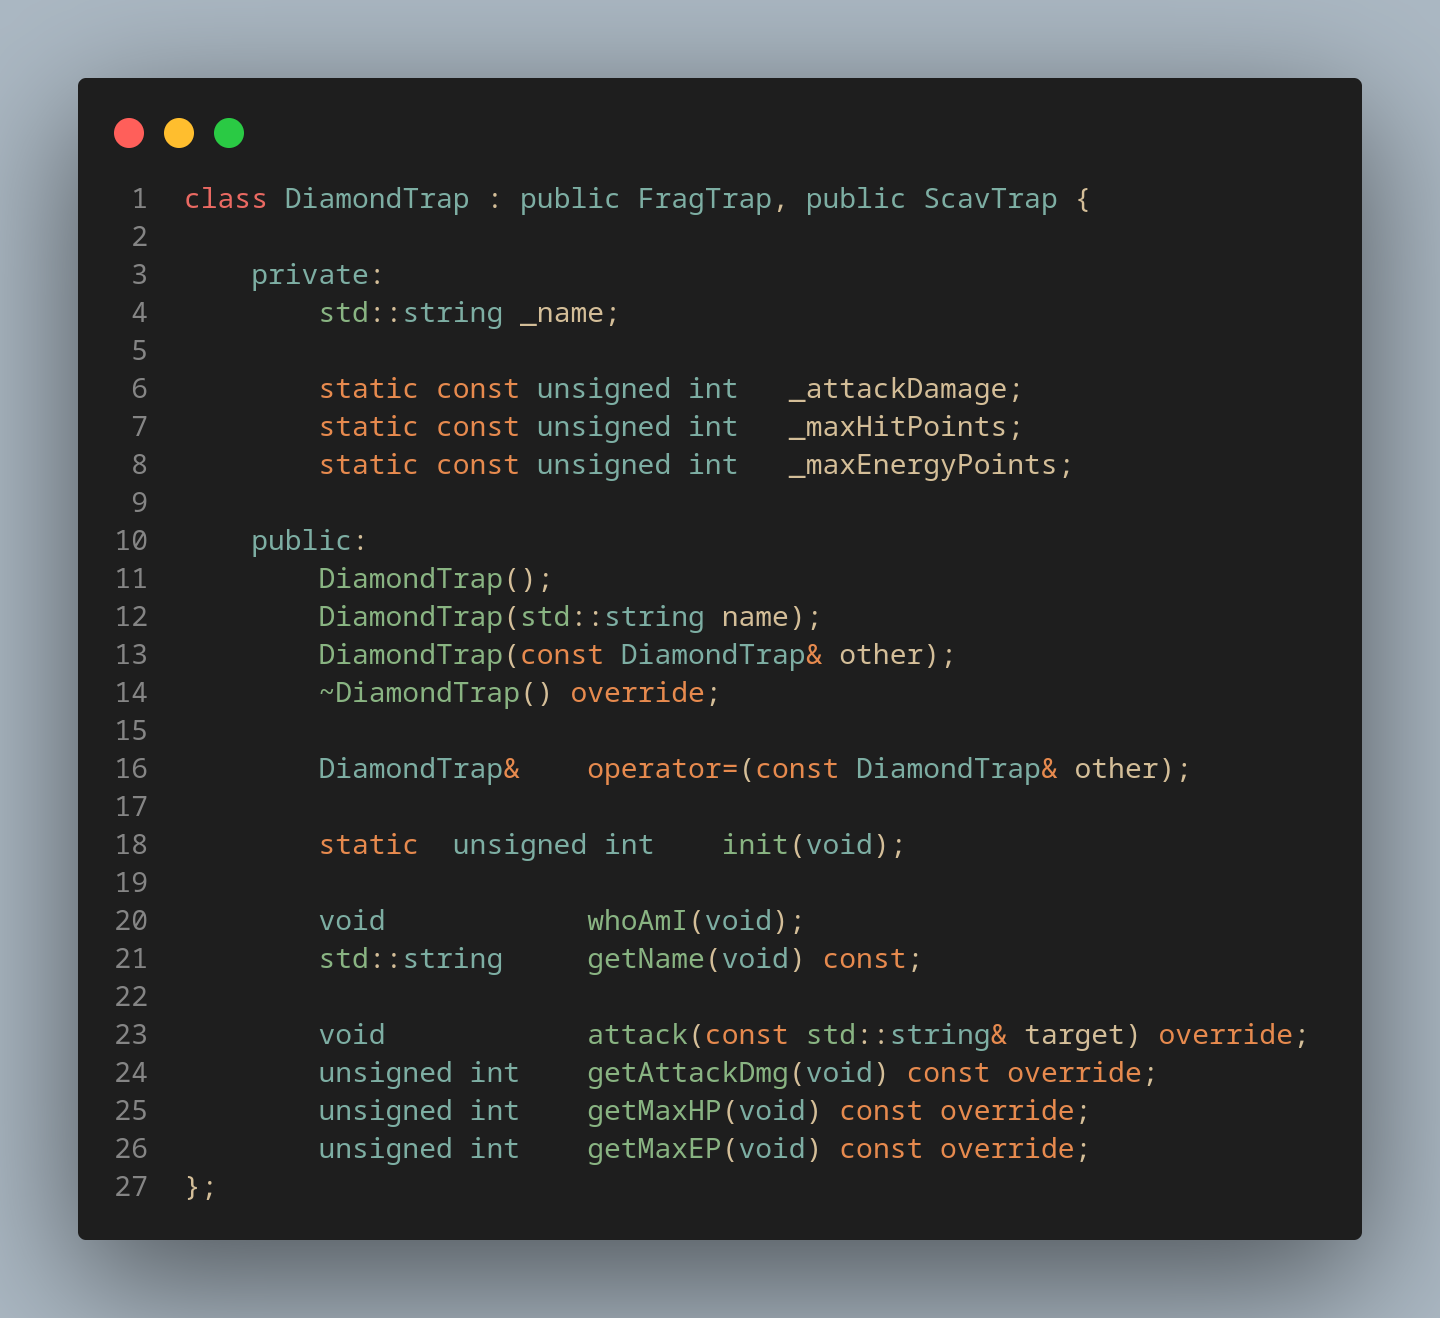 1 class DiamondTrap : public FragTrap, public ScavTrap {
2
3     private:
4         std::string _name;
5
6         static const unsigned int   _attackDamage;
7         static const unsigned int   _maxHitPoints;
8         static const unsigned int   _maxEnergyPoints;
9
10     public:
11         DiamondTrap();
12         DiamondTrap(std::string name);
13         DiamondTrap(const DiamondTrap& other);
14         ~DiamondTrap() override;
15
16         DiamondTrap&    operator=(const DiamondTrap& other);
17
18         static  unsigned int    init(void);
19
20         void            whoAmI(void);
21         std::string     getName(void) const;
22
23         void            attack(const std::string& target) override;
24         unsigned int    getAttackDmg(void) const override;
25         unsigned int    getMaxHP(void) const override;
26         unsigned int    getMaxEP(void) const override;
27 };